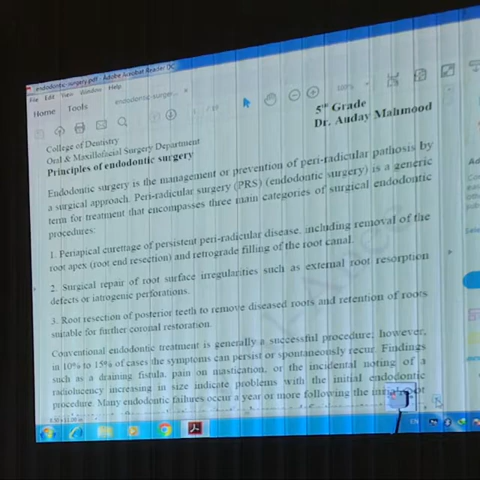 endodontic-surgery.pdf - Adobe Acrobat Reader DC
File Edit View Window Help
Home Tools
endodontic-surge...
5th Grade
Dr. Auday Mahmood
College of Dentistry
Oral & Maxillofacial Surgery Department
Principles of endodontic surgery
Endodontic surgery is the management or prevention of peri-radicular pathosis by
a surgical approach. Peri-radicular surgery (PRS) (endodontic surgery) is a generic
term for treatment that encompasses three main categories of surgical endodontic
procedures:
1. Periapical curettage of persistent peri-radicular disease, including removal of the
root apex (root end resection) and retrograde filling of the root canal.
2. Surgical repair of root surface irregularities such as external root resorption
defects or iatrogenic perforations.
3. Root resection of posterior teeth to remove diseased roots and retention of roots
suitable for further coronal restoration.
Conventional endodontic treatment is generally a successful procedure; however,
in 10% to 15% of cases the symptoms can persist or spontaneously recur. Findings
such as a draining fistula, pain on mastication, or the incidental noting of a
radiolucency increasing in size indicate problems with the initial endodontic
procedure. Many endodontic failures occur a year or more following the initial root
EN